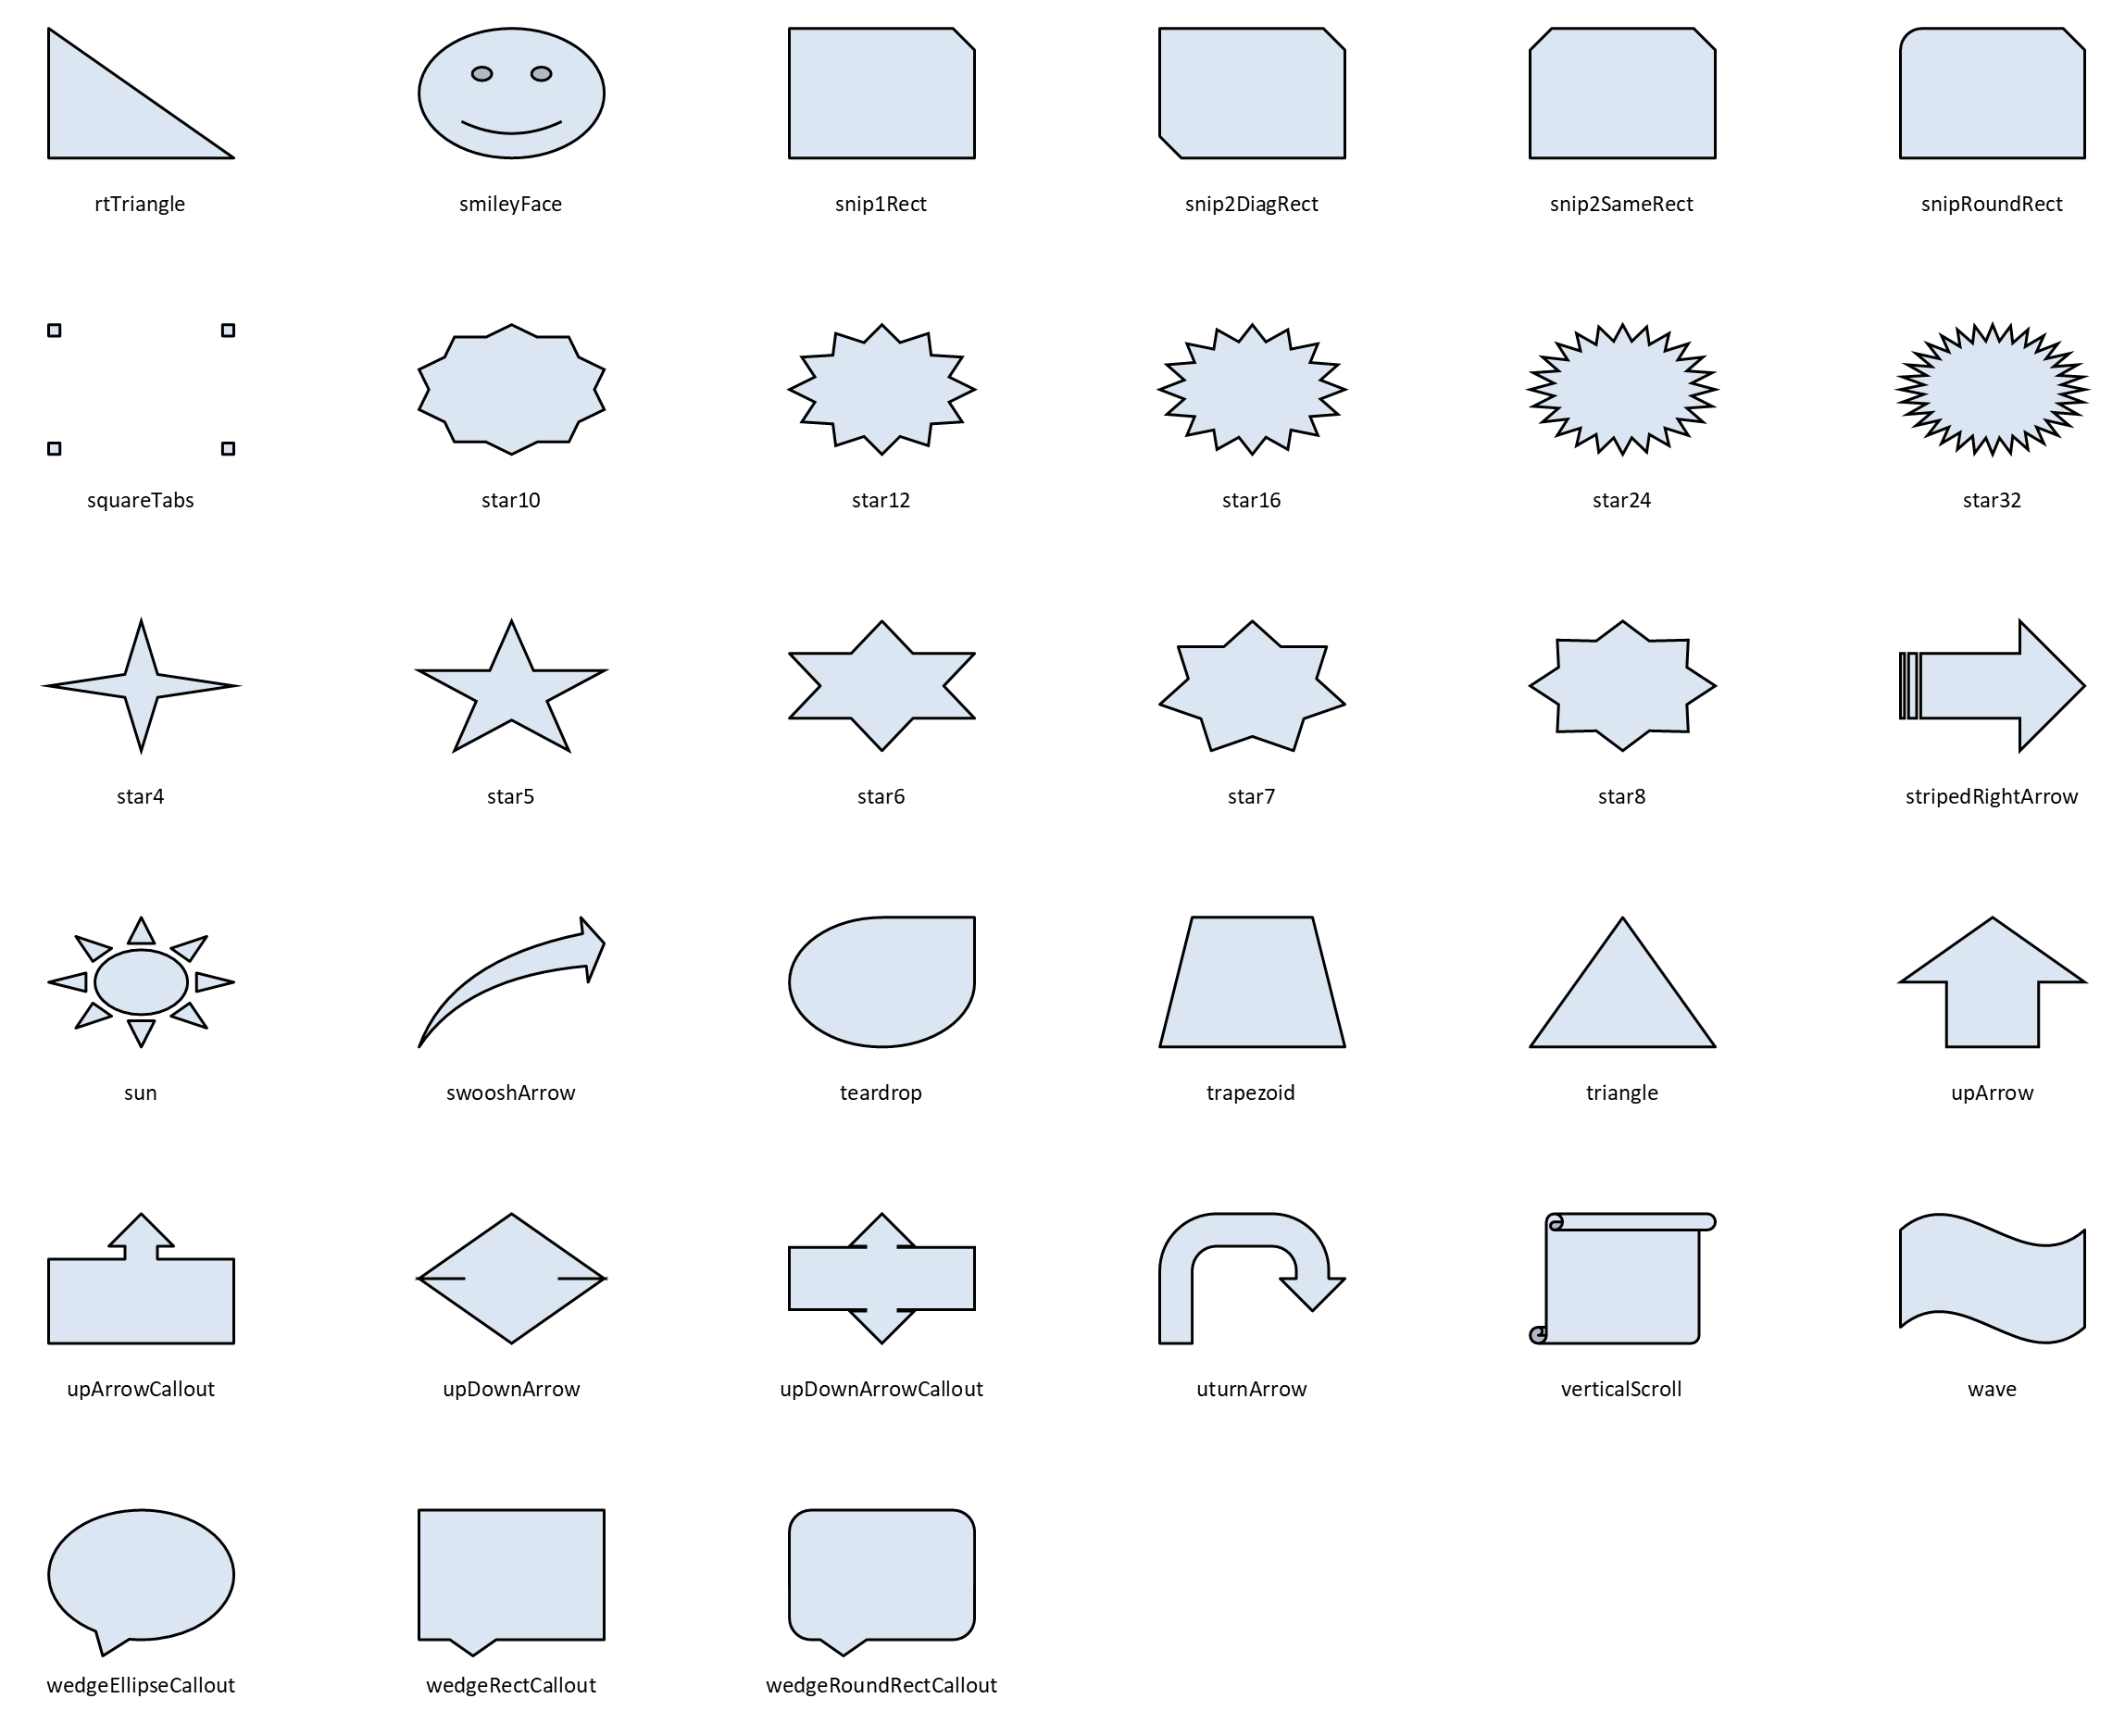 rtTriangle
smileyFace
snip1Rect
snip2DiagRect
snip2SameRect
snipRoundRect
squareTabs
star10
star12
star16
star24
star32
star4
star5
star6
star7
star8
stripedRightArrow
sun
swooshArrow
teardrop
trapezoid
triangle
upArrow
upArrowCallout
upDownArrow
upDownArrowCallout
uturnArrow
verticalScroll
wave
wedgeEllipseCallout
wedgeRectCallout
wedgeRoundRectCallout